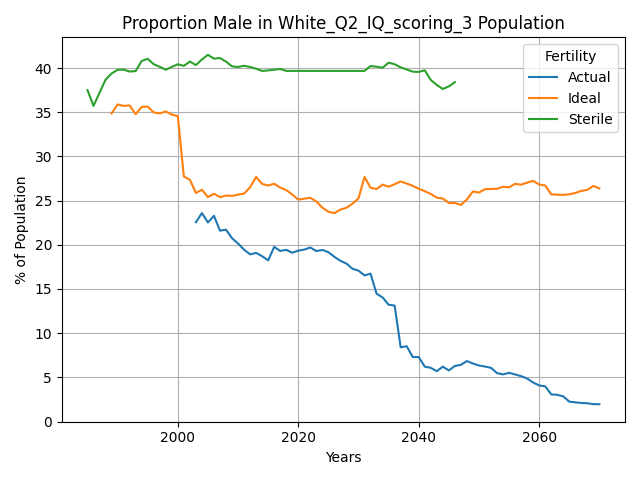 Proportion Male in White_Q2_IQ_scoring_3 Population
Fertility
Actual
Ideal
Sterile
% of Population
40
35
30
25
20
15
10
5
0
2000 2020 2040 2060
Years